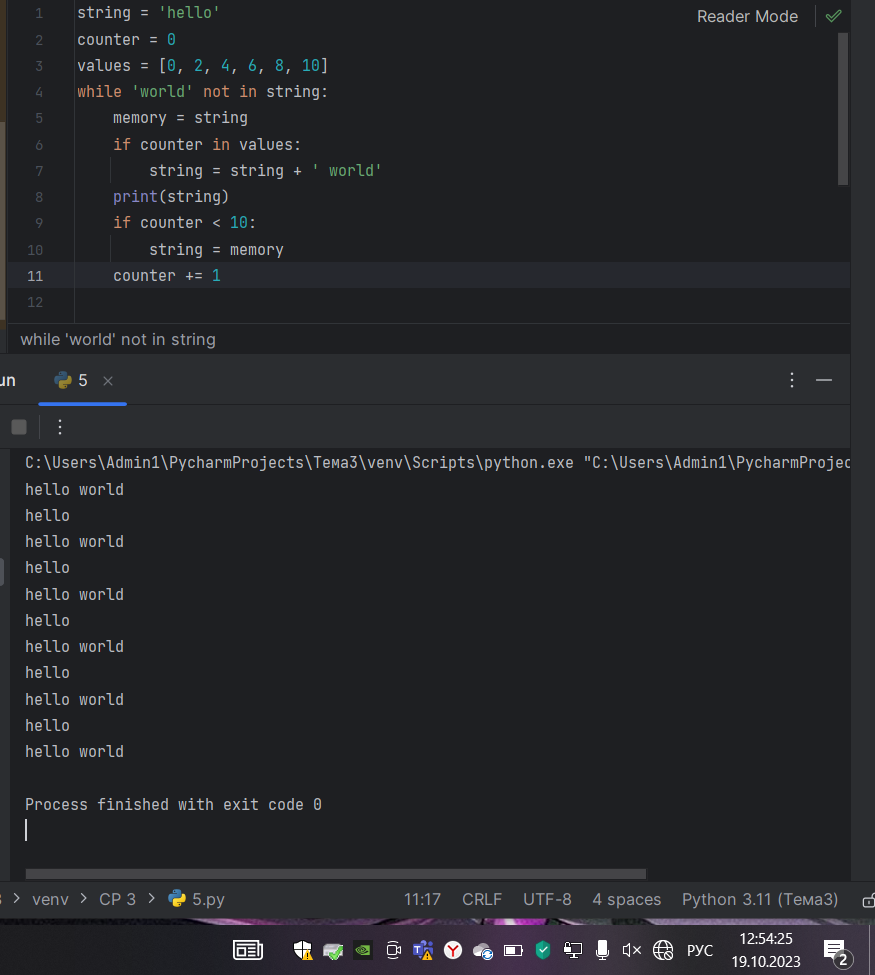 1 string = 'hello'
Reader Mode
2 counter = 0
3 values = [0, 2, 4, 6, 8, 10]
4 while 'world' not in string:
5 memory = string
6 if counter in values:
7 string = string + ' world'
8 print(string)
9 if counter < 10:
10 string = memory
11 counter += 1
12
while 'world' not in string
un
5
C:\Users\Admin1\PycharmProjects\Тема3\venv\Scripts\python.exe "C:\Users\Admin1\PycharmProjec
hello world
hello
hello world
hello
hello world
hello
hello world
hello
hello world
hello
hello world
Process finished with exit code 0
> venv > CP 3 > 5.py 11:17 CRLF UTF-8 4 spaces Python 3.11 (Тема3)
РУС
12:54:25
19.10.2023
2